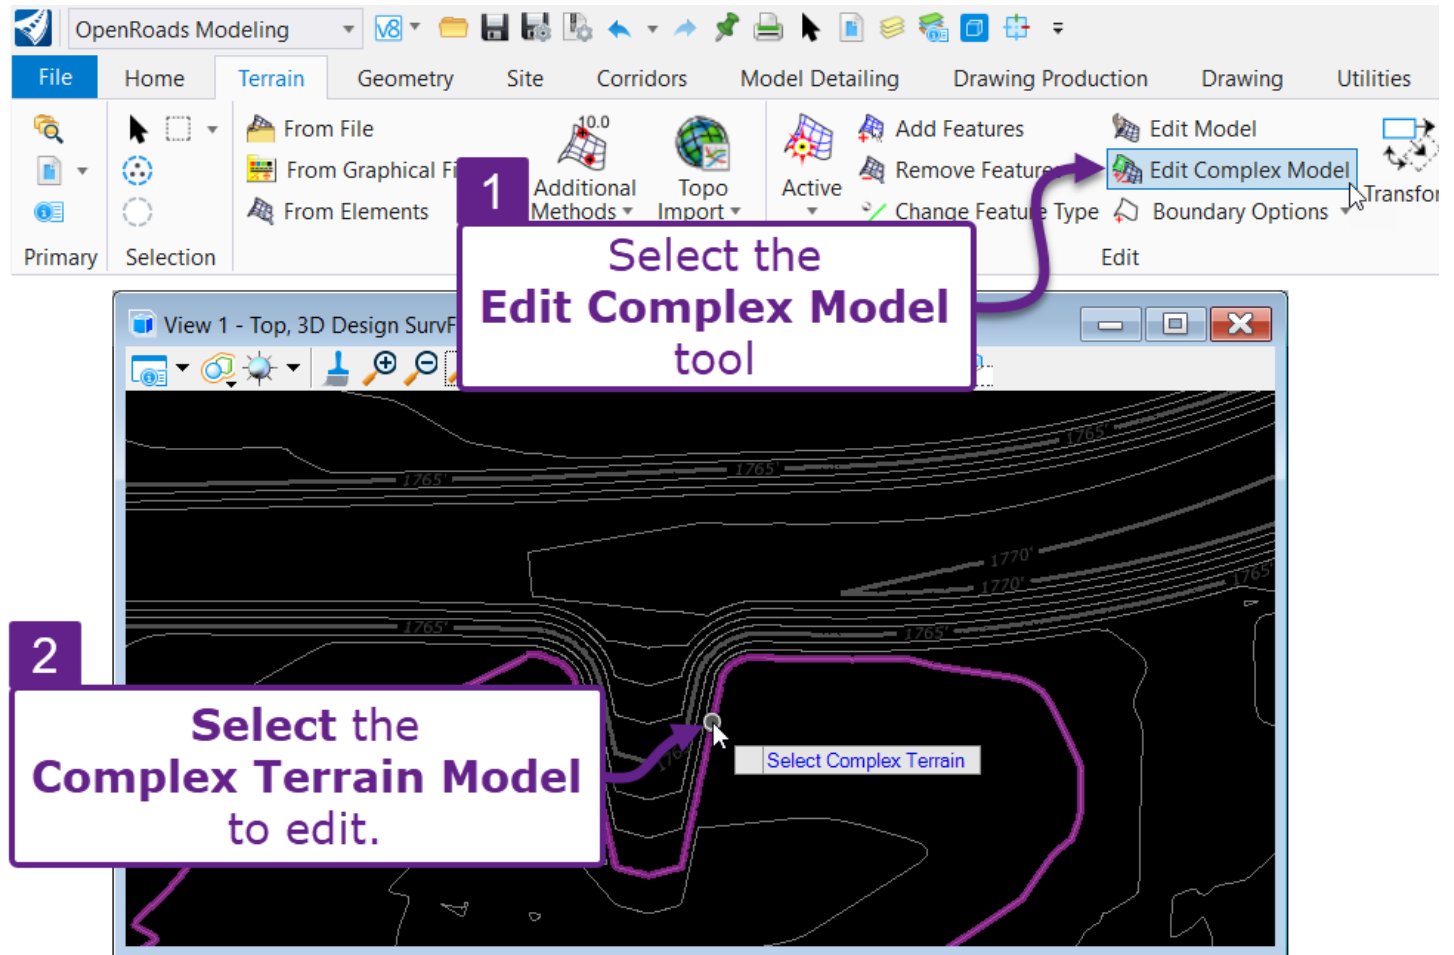 OpenRoads Modeling
V8
File Home Terrain Geometry Site Corridors Model Detailing Drawing Production Drawing Utilities
From File
From Graphical Fi
From Elements
10.0
Additional
Methods
Topo
Import
Active
Add Features
Remove Features
Change Feature Type
Edit Model
Edit Complex Model
Boundary Options
Transfor
Primary Selection Edit
1
Select the
Edit Complex Model
tool
View 1 - Top, 3D Design SurvF
1765'
1765'
1765'
1770'
1770'
1765'
1765'
1765'
2
Select the
Complex Terrain Model
to edit.
Select Complex Terrain